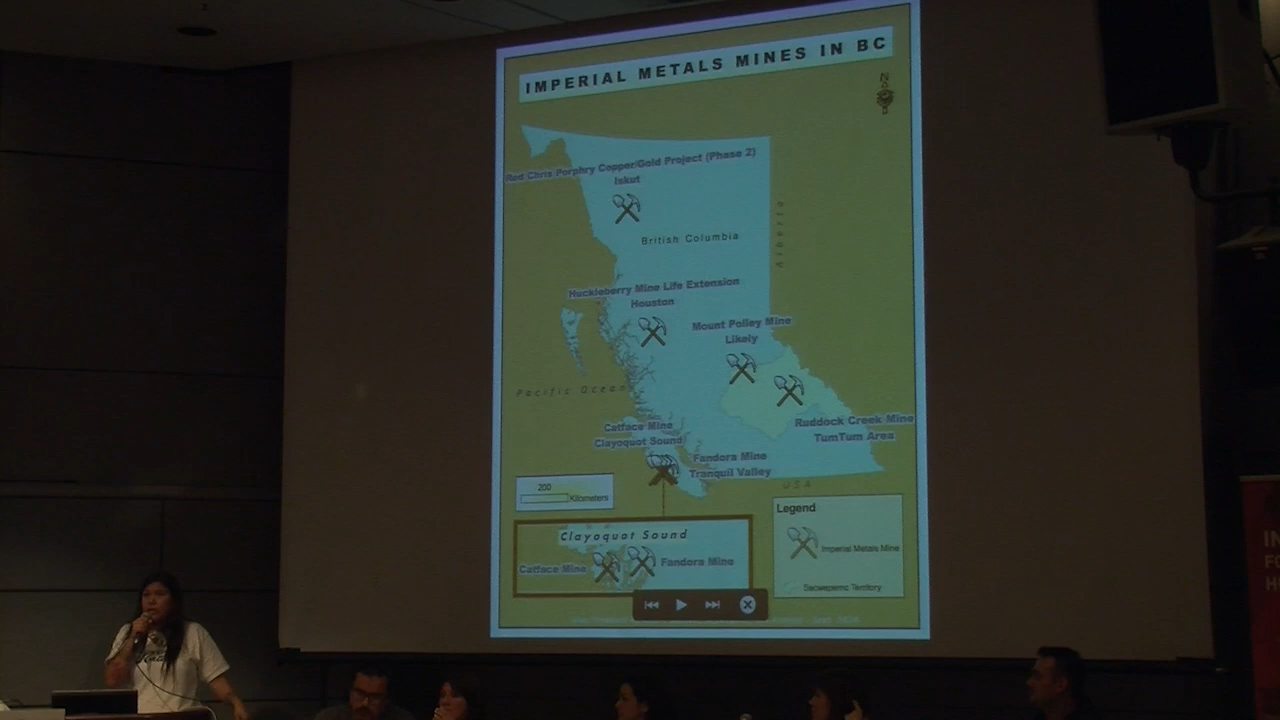 IMPERIAL METALS MINES IN BC
N
Red Chris Porphry Copper/Gold Project (Phase 2)
Iskut
British Columbia
Alberta
Huckleberry Mine Life Extension
Houston
Mount Polley Mine
Likely
Pacific Ocean
Ruddock Creek Mine
TumTum Area
Catface Mine
Clayoquot Sound
Fandora Mine
Tranquil Valley
USA
200
Kilometers
Legend
Imperial Metals Mine
Secwepemc Territory
Clayoquot Sound
Catface Mine
Fandora Mine